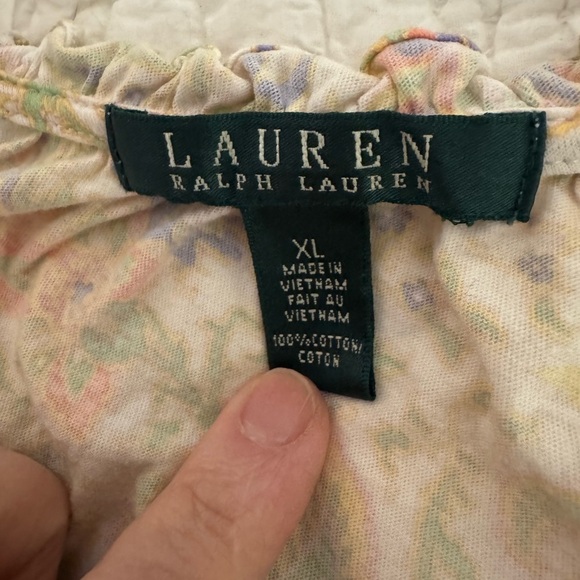 LAUREN
RALPH LAUREN
XL
MADE IN
VIETNAM
FAIT AU
VIETNAM
100%COTTON/
COTON